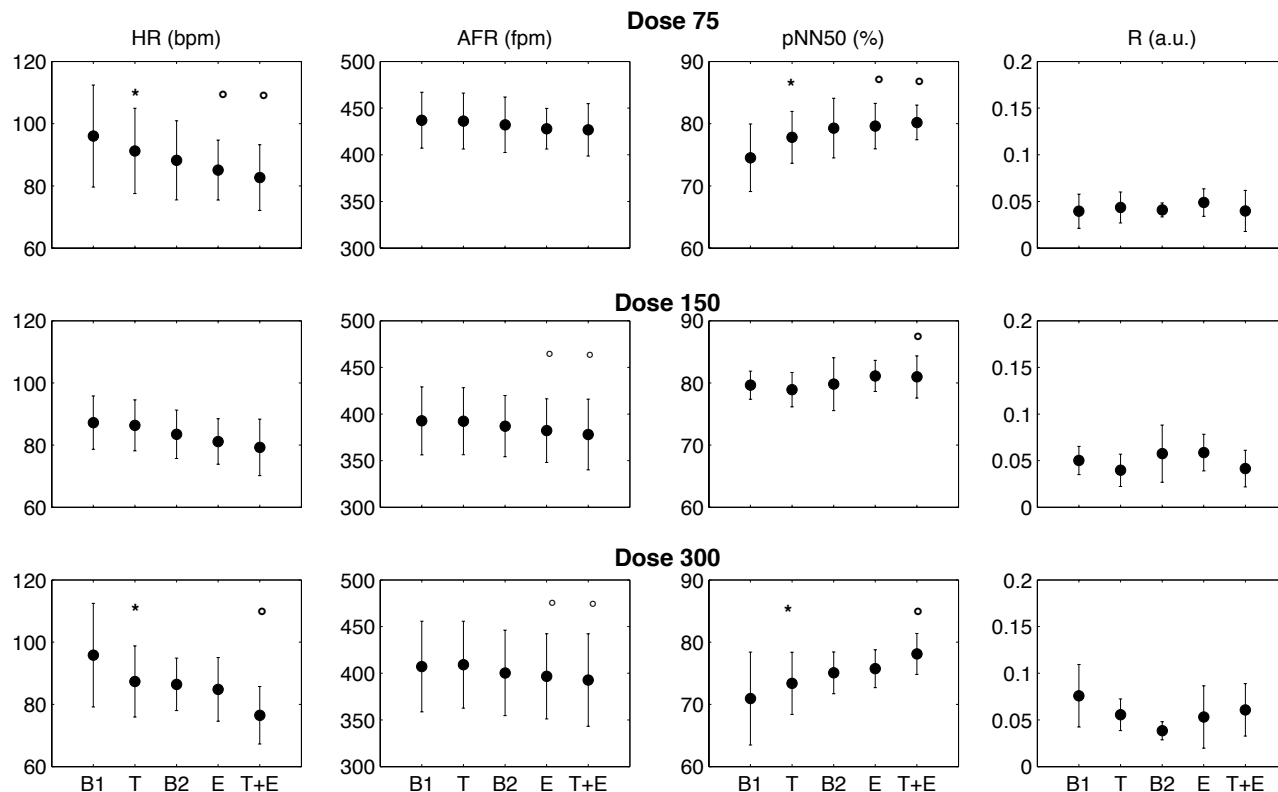 Dose 75
HR (bpm) AFR (fpm) pNN50 (%) R (a.u.)
120 500 90 0.2
100 450 80 0.15
400 0.1
80 350 70 0.05
60 300 60 0
* ° ° * ° °
Dose 150
120 500 90 0.2
100 450 80 0.15
400 0.1
80 350 70 0.05
60 300 60 0
° ° °
Dose 300
120 500 90 0.2
100 450 80 0.15
400 0.1
80 350 70 0.05
60 300 60 0
* ° ° ° * °
B1 T B2 E T+E B1 T B2 E T+E B1 T B2 E T+E B1 T B2 E T+E